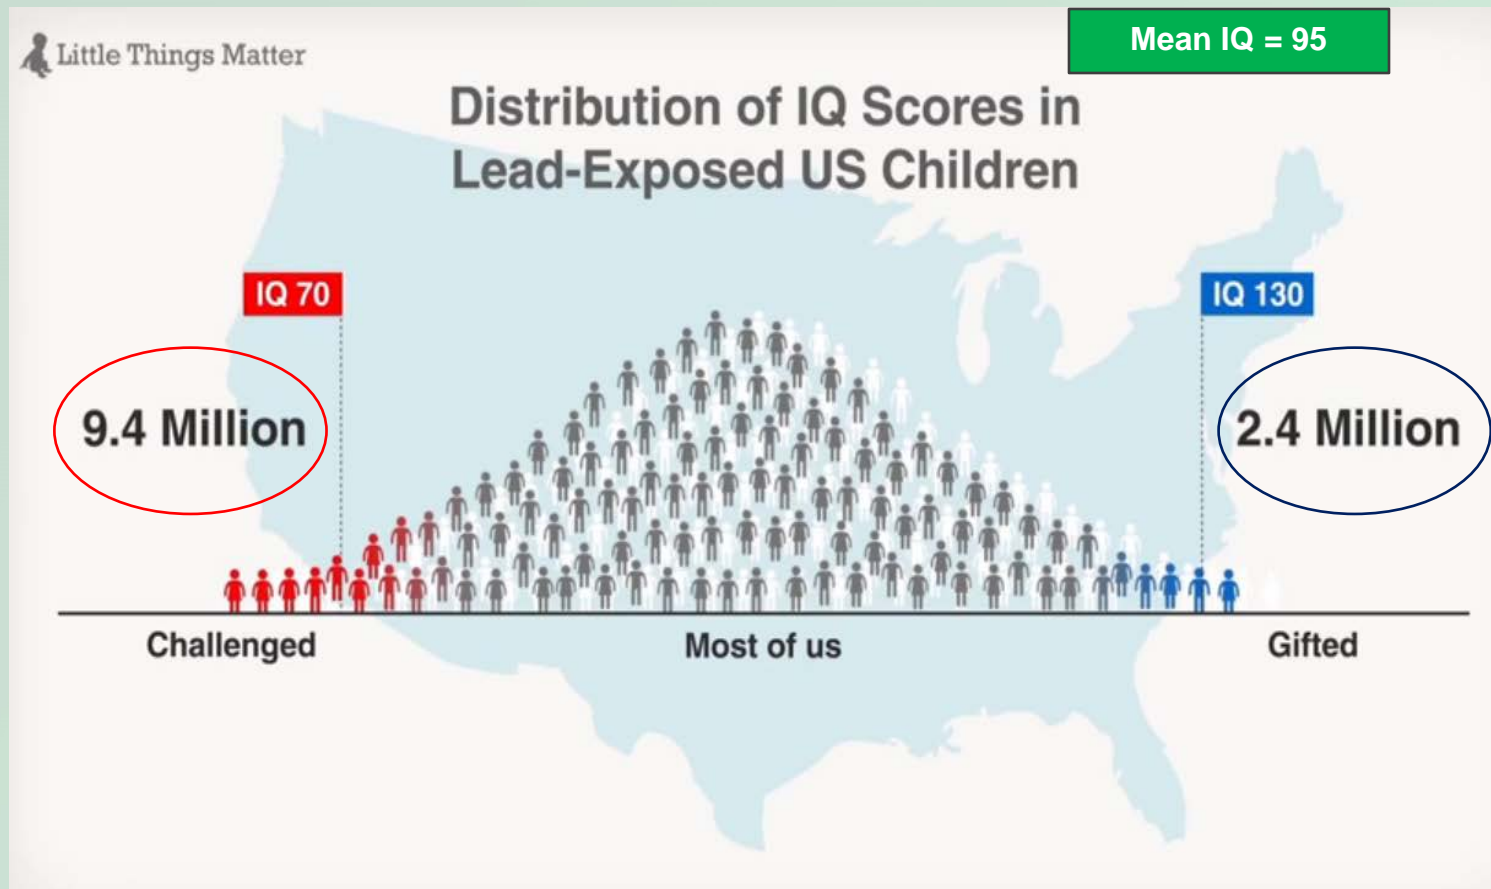 Little Things Matter
Mean IQ = 95
Distribution of IQ Scores in
Lead-Exposed US Children
IQ 70
IQ 130
9.4 Million
2.4 Million
Challenged
Most of us
Gifted